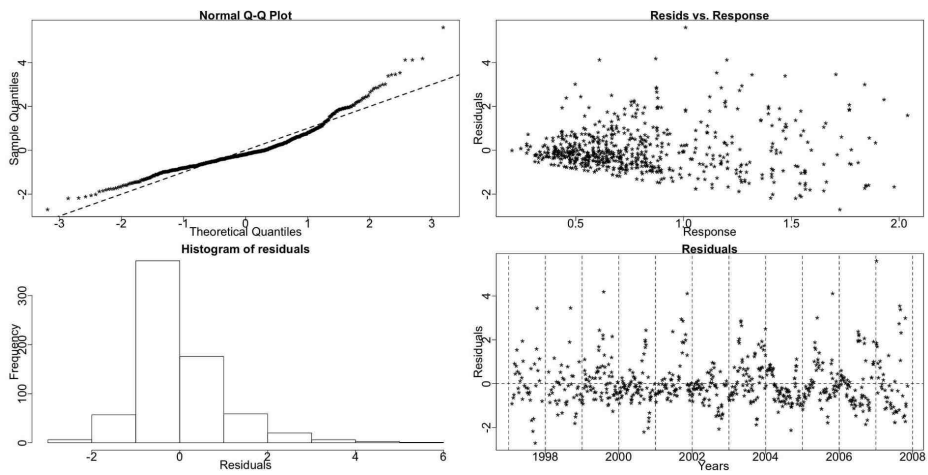 Normal Q-Q Plot
Sample Quantiles
-2 0 2 4
-3 -2 -1 0 1 2 3
Theoretical Quantiles
Resids vs. Response
Residuals
-2 0 2 4
0.5 1.0 1.5 2.0
Response
Histogram of residuals
Frequency
0 100 200 300
-2 0 2 4 6
Residuals
Residuals
Residuals
-2 0 2 4
1998 2000 2002 2004 2006 2008
Years